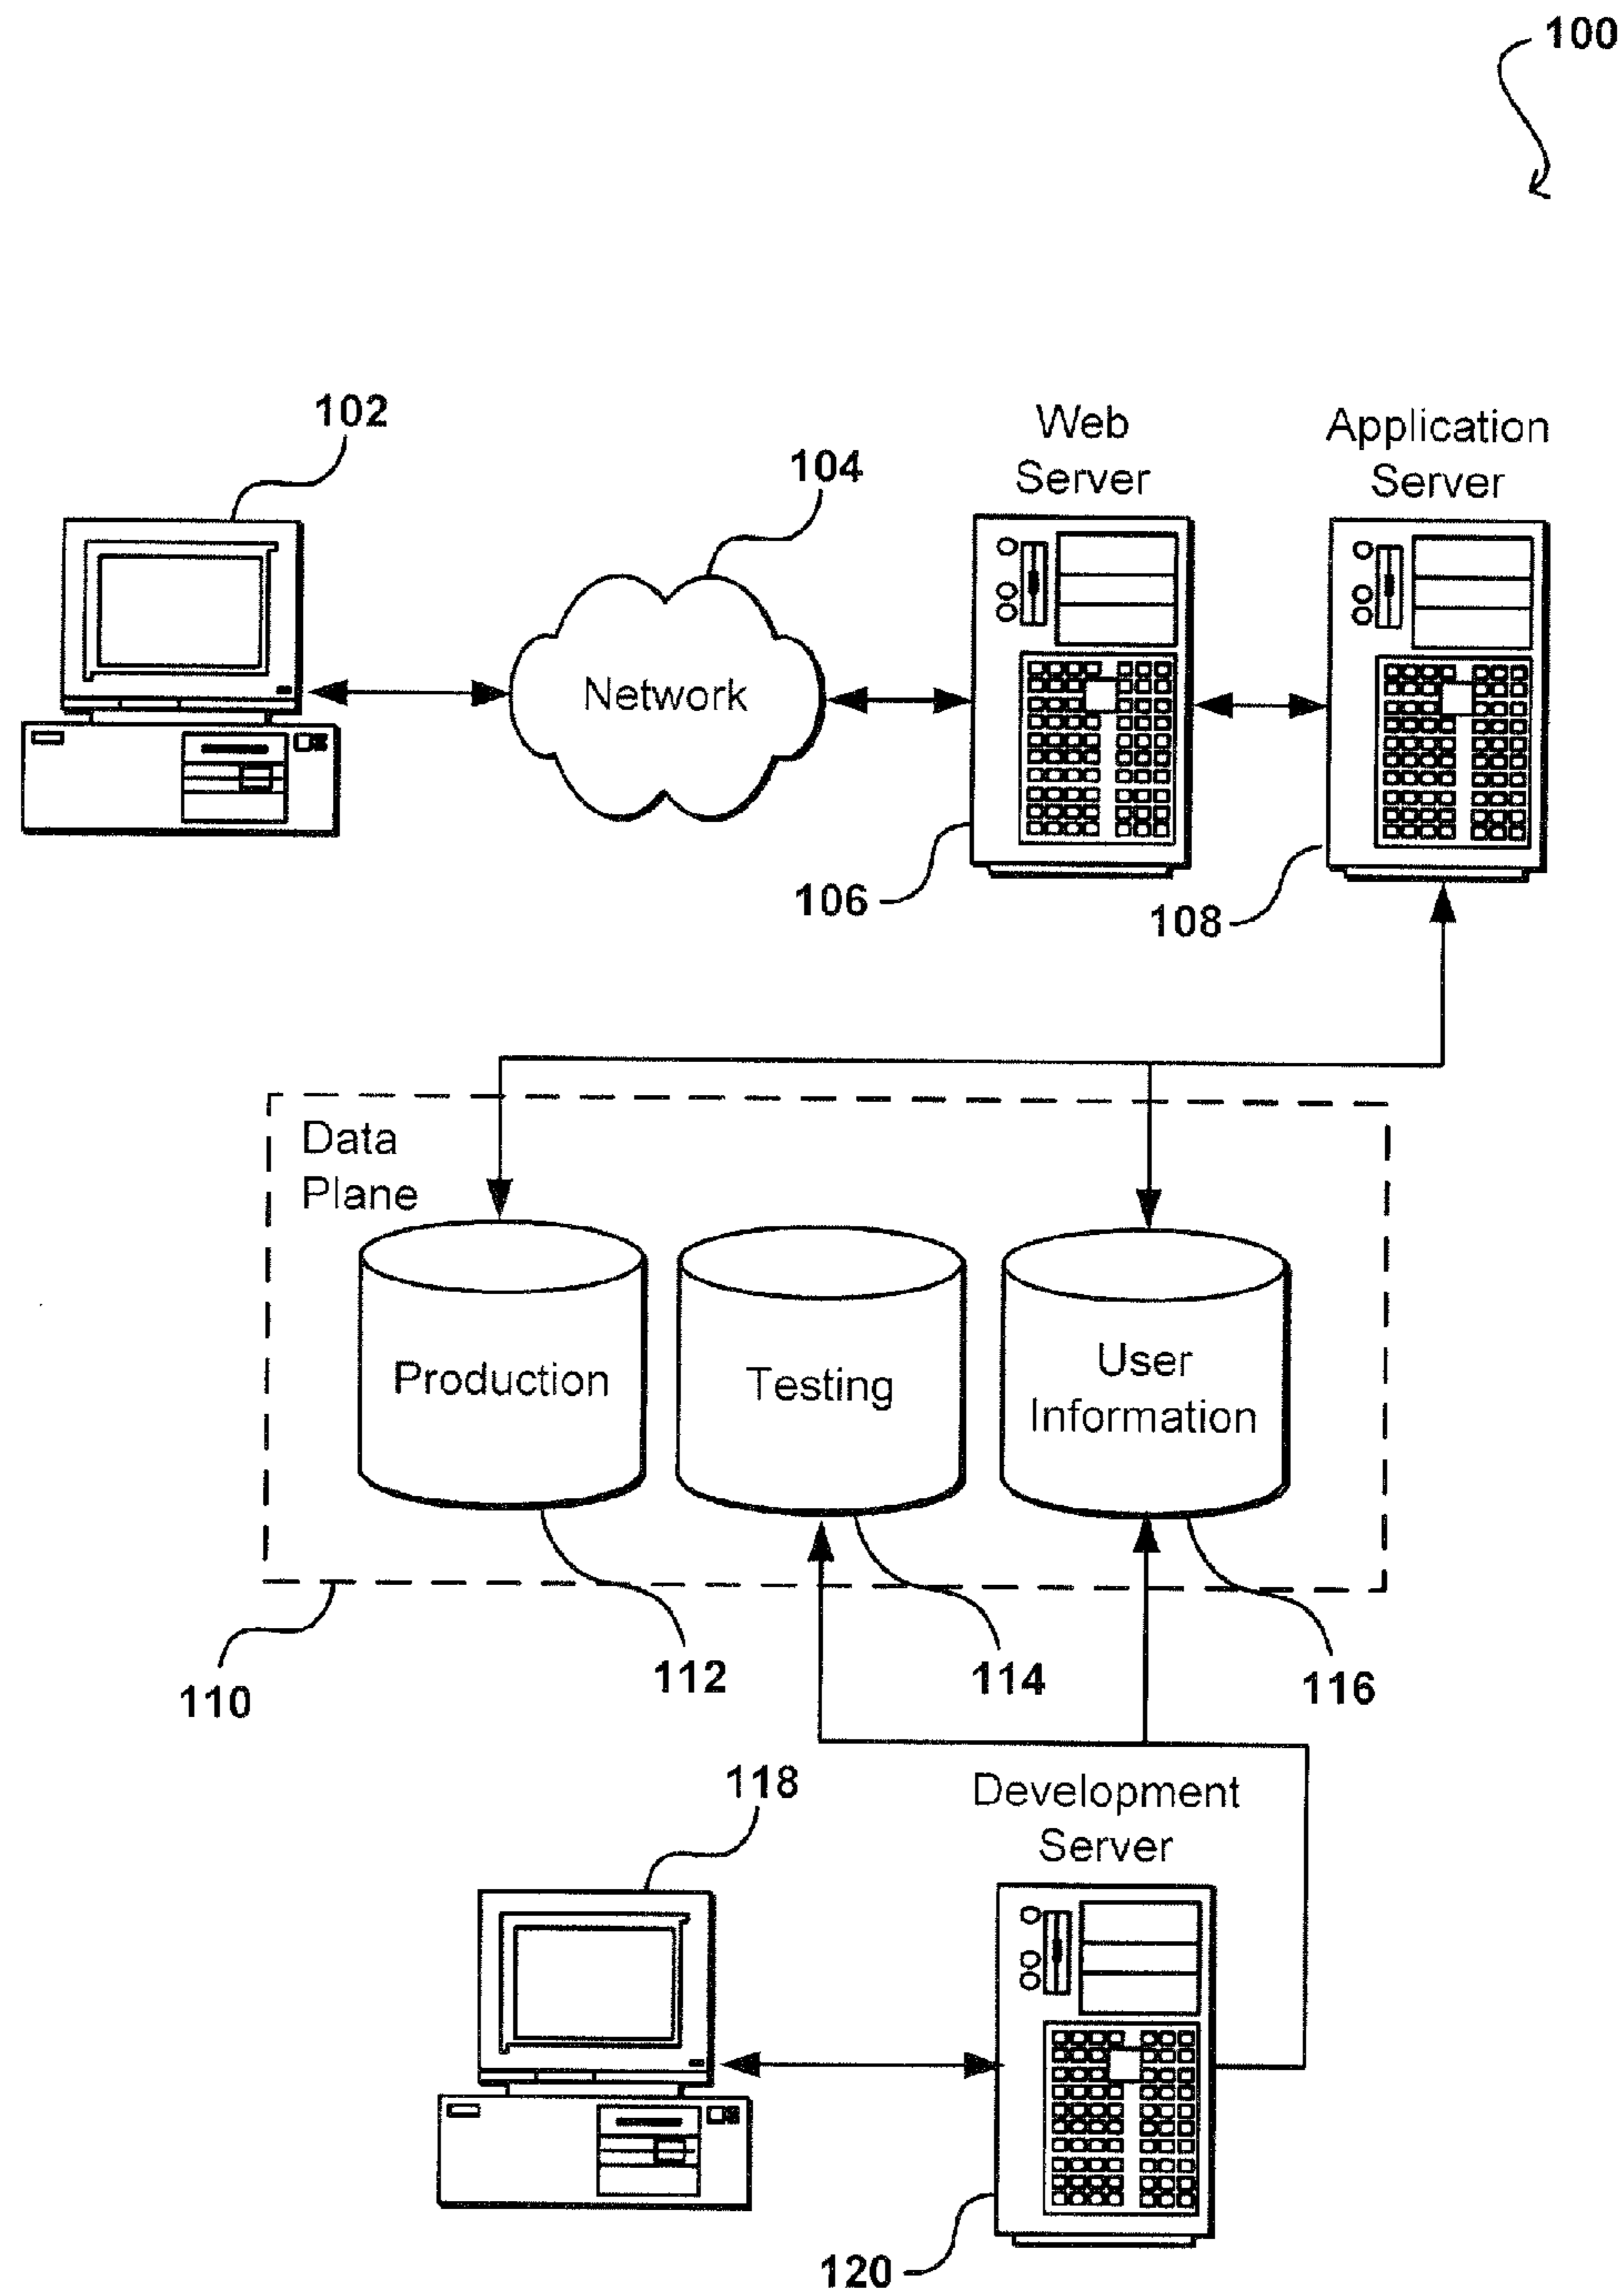 100
102
104
Web
Server
Application
Server
Network
106
108
Data
Plane
Production
Testing
User
Information
110
112
114
116
118
Development
Server
120